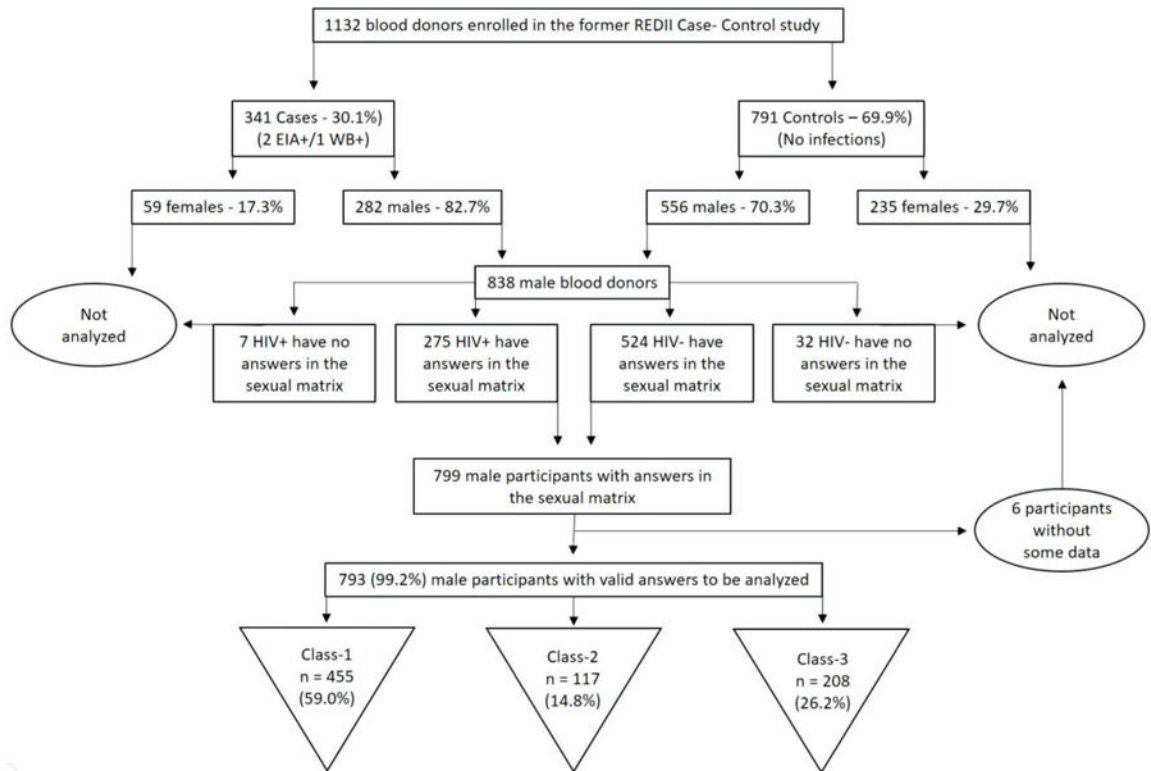 1132 blood donors enrolled in the former REDII Case- Control study
341 Cases - 30.1%)
(2 EIA+/1 WB+)
791 Controls – 69.9%)
(No infections)
59 females - 17.3%
282 males - 82.7%
556 males - 70.3%
235 females - 29.7%
838 male blood donors
Not
analyzed
7 HIV+ have no
answers in the
sexual matrix
275 HIV+ have
answers in the
sexual matrix
524 HIV- have
answers in the
sexual matrix
32 HIV- have no
answers in the
sexual matrix
Not
analyzed
799 male participants with answers in
the sexual matrix
6 participants
without
some data
793 (99.2%) male participants with valid answers to be analyzed
Class-1
n = 455
(59.0%)
Class-2
n = 117
(14.8%)
Class-3
n = 208
(26.2%)